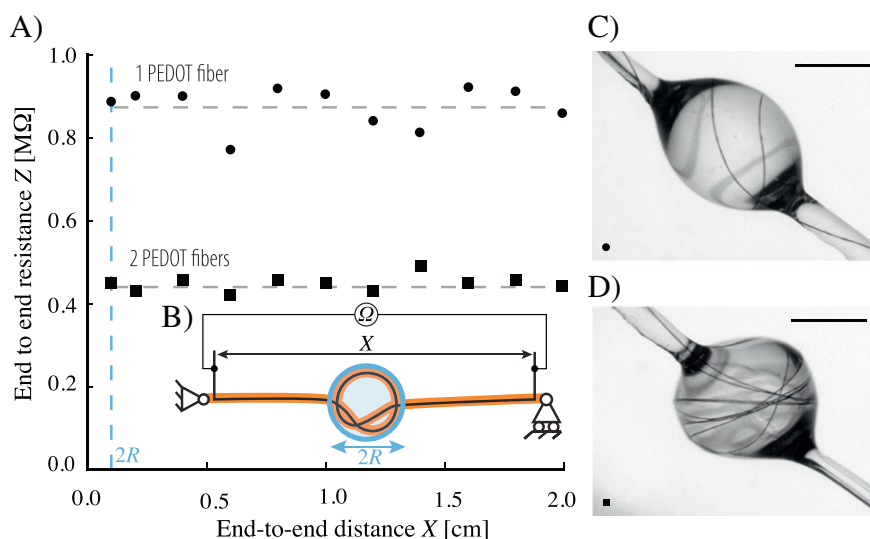 A)
End to end resistance Z [MΩ]
1.0
0.8
0.6
0.4
0.2
0.0
1 PEDOT fiber
2 PEDOT fibers
2R
0.0
0.5
1.0
1.5
2.0
End-to-end distance X [cm]
B)
Ω
X
2R
C)
D)